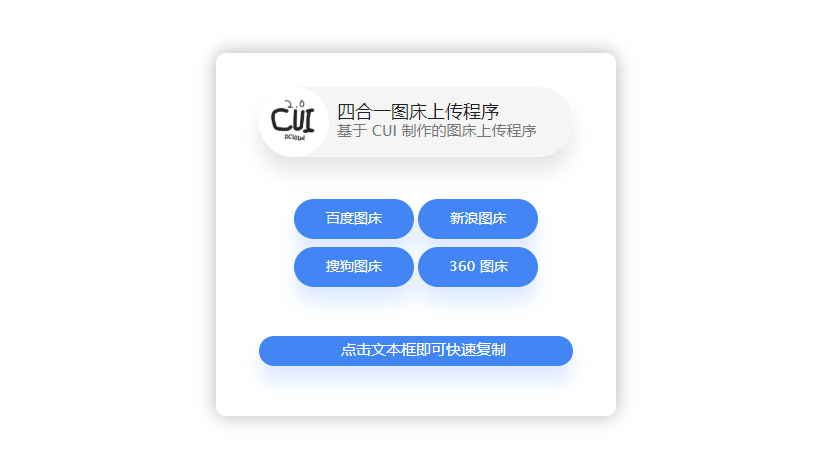 2.0
CUI
DCloud
四合一图床上传程序
基于 CUI 制作的图床上传程序
百度图床
新浪图床
搜狗图床
360 图床
点击文本框即可快速复制